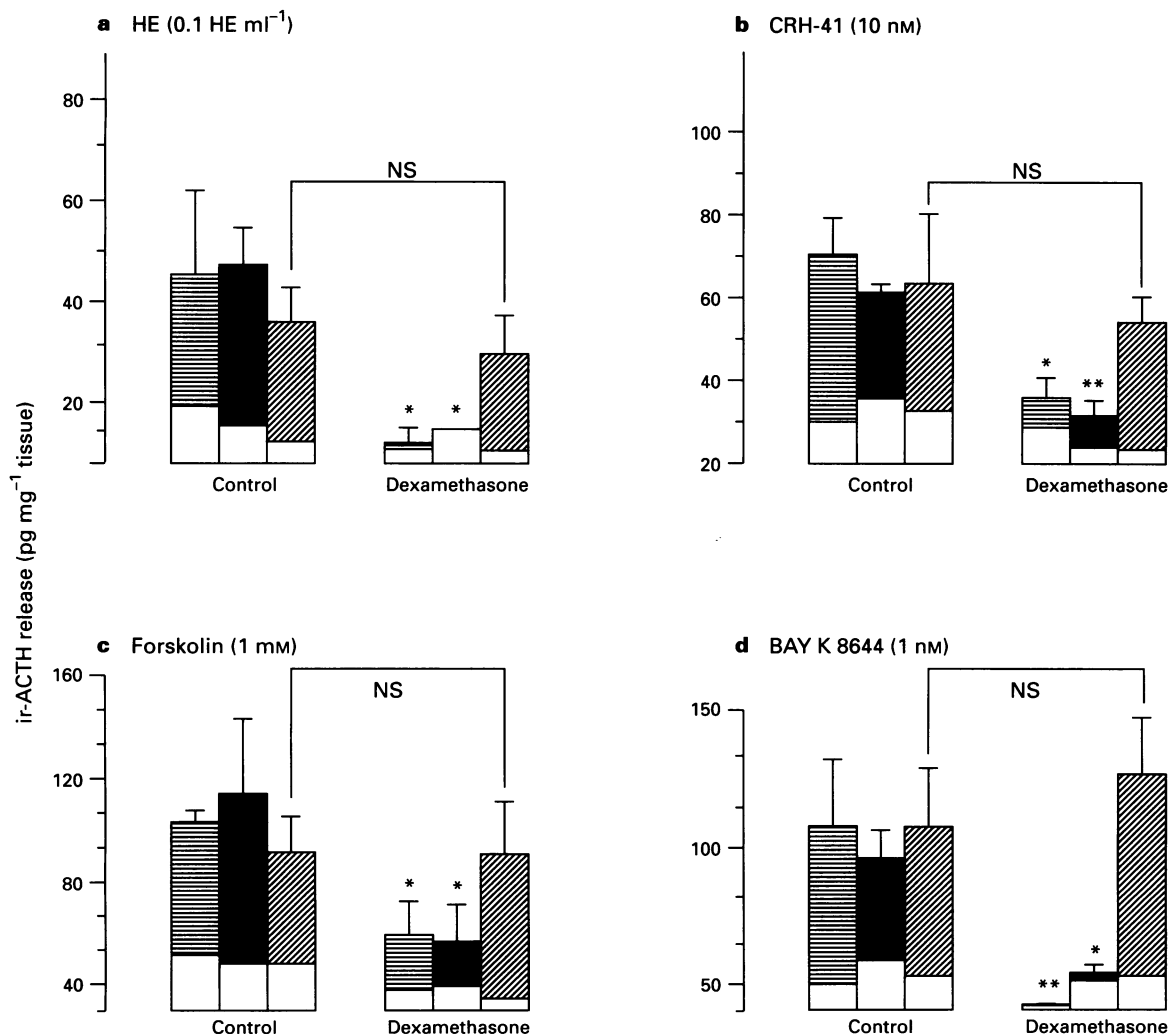 a HE (0.1 HE ml⁻¹)
80
60
40
20
NS
*
*
Control
Dexamethasone
b CRH-41 (10 nM)
100
80
60
40
20
NS
*
**
Control
Dexamethasone
ir-ACTH release (pg mg⁻¹ tissue)
c Forskolin (1 mM)
160
120
80
40
NS
*
*
Control
Dexamethasone
d BAY K 8644 (1 nM)
150
100
50
NS
**
*
Control
Dexamethasone